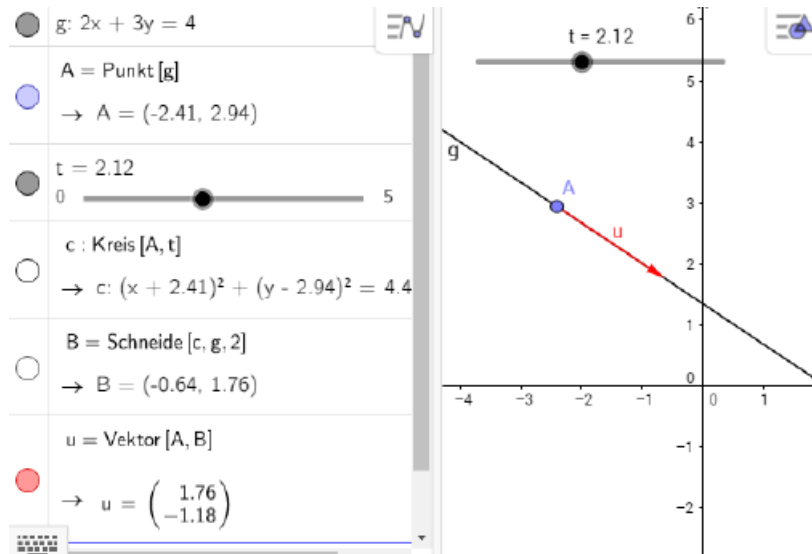 g: 2x + 3y = 4
A = Punkt[g]
→ A = (-2.41, 2.94)
t = 2.12
0 5
c : Kreis[A, t]
→ c: (x + 2.41)² + (y - 2.94)² = 4.4
B = Schneide[c, g, 2]
→ B = (-0.64, 1.76)
u = Vektor[A, B]
→ u = (1.76
−1.18)
t = 2.12
6
5
4
3
2
1
0
−1
−2
−4 −3 −2 −1 0 1
g
A
u